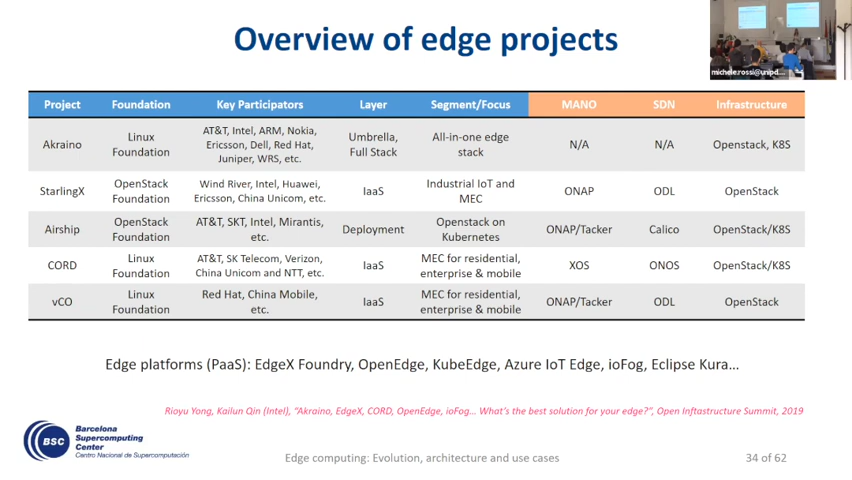 Overview of edge projects
michele.rossi@unipd....
Project Foundation Key Participators Layer Segment/Focus MANO SDN Infrastructure
Akraino Linux Foundation AT&T, Intel, ARM, Nokia, Ericsson, Dell, Red Hat, Juniper, WRS, etc. Umbrella, Full Stack All-in-one edge stack N/A N/A Openstack, K8S
StarlingX OpenStack Foundation Wind River, Intel, Huawei, Ericsson, China Unicom, etc. IaaS Industrial IoT and MEC ONAP ODL OpenStack
Airship OpenStack Foundation AT&T, SKT, Intel, Mirantis, etc. Deployment Openstack on Kubernetes ONAP/Tacker Calico OpenStack/K8S
CORD Linux Foundation AT&T, SK Telecom, Verizon, China Unicom and NTT, etc. IaaS MEC for residential, enterprise & mobile XOS ONOS OpenStack/K8S
vCO Linux Foundation Red Hat, China Mobile, etc. IaaS MEC for residential, enterprise & mobile ONAP/Tacker ODL OpenStack
Edge platforms (PaaS): EdgeX Foundry, OpenEdge, KubeEdge, Azure IoT Edge, ioFog, Eclipse Kura...
Rioyu Yong, Kailun Qin (Intel), "Akraino, EdgeX, CORD, OpenEdge, ioFog... What's the best solution for your edge?", Open Inftastructure Summit, 2019
BSC
Barcelona
Supercomputing
Center
Centro Nacional de Supercomputación
Edge computing: Evolution, architecture and use cases
34 of 62